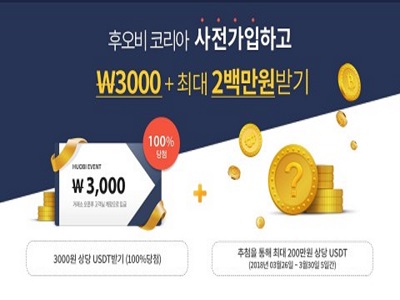 후오비 코리아 사전가입하고
₩3000 + 최대 2백만원받기
100%
당첨
HUOBI EVENT
₩ 3,000
?
3000원 상당 USDT받기 (100%당첨)
추첨을 통해 최대 200만원 상당 USDT
(2018년 03월26일 ~ 3월30일 5일간)